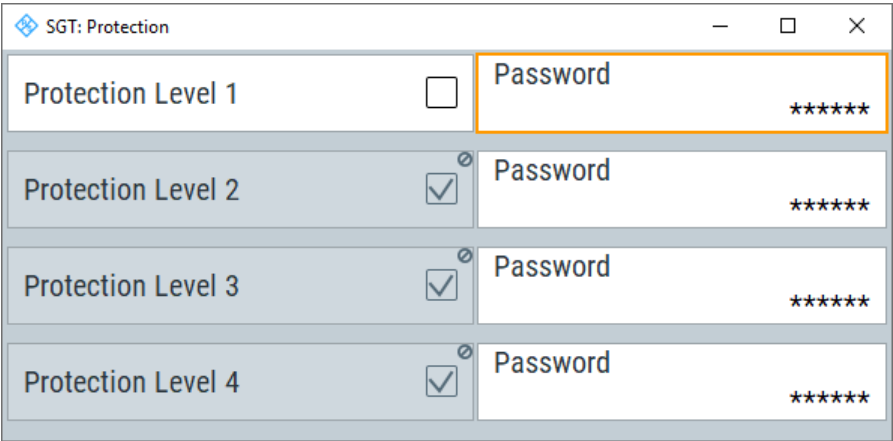 SGT: Protection
Protection Level 1
Password
******
Protection Level 2
Password
******
Protection Level 3
Password
******
Protection Level 4
Password
******